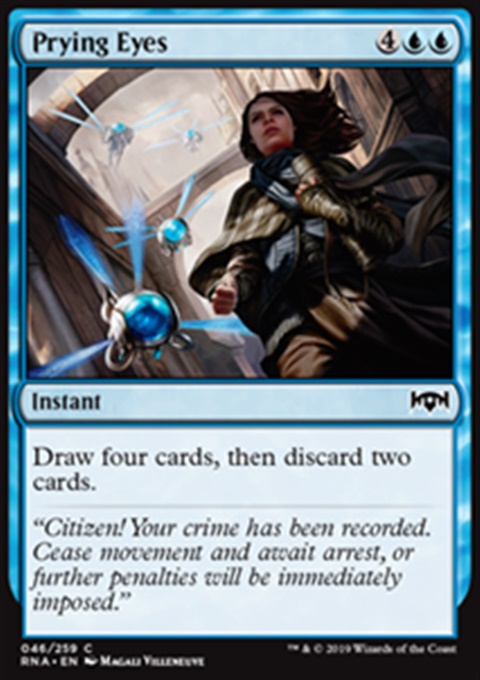 Prying Eyes 4
Instant
Draw four cards, then discard two
cards.
“Citizen! Your crime has been recorded.
Cease movement and await arrest, or
further penalties will be immediately
imposed.”
046/259 C
RNA • EN Magali Villeneuve
™ & © 2019 Wizards of the Coast